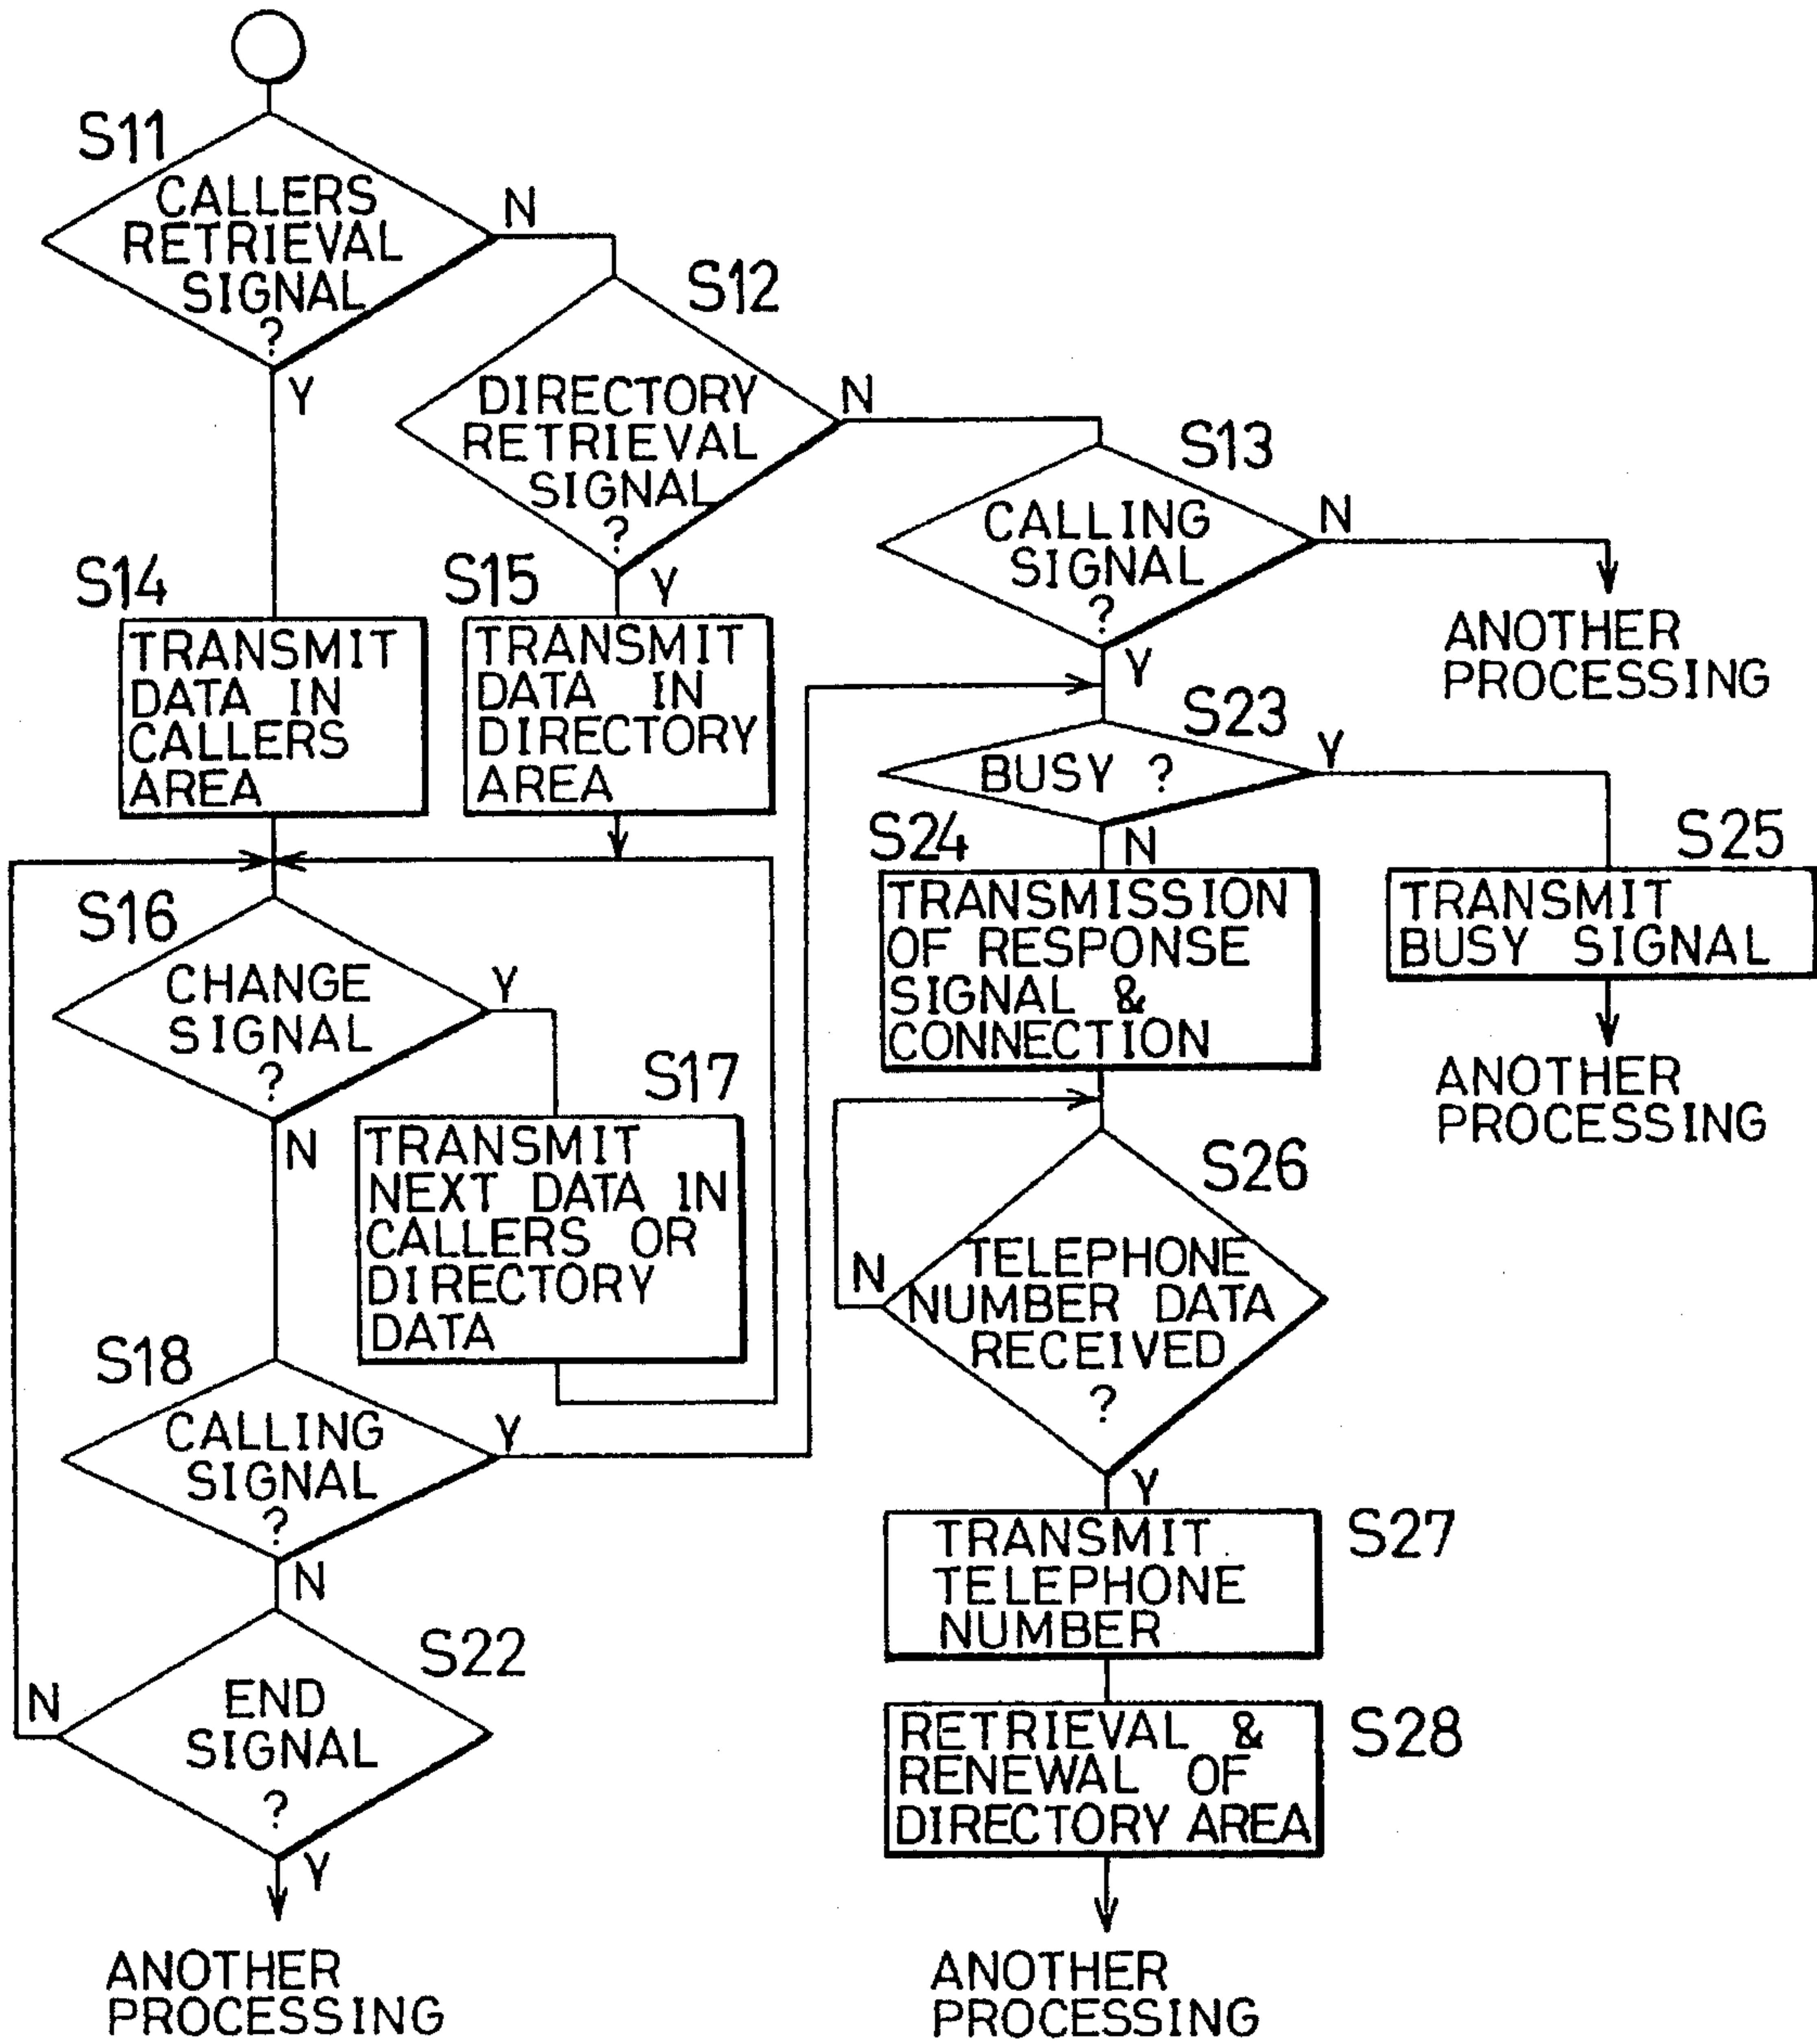 S11
CALLERS
RETRIEVAL
SIGNAL
?
N
Y
S12
DIRECTORY
RETRIEVAL
SIGNAL
?
N
Y
S13
CALLING
SIGNAL
?
N
Y
ANOTHER
PROCESSING
S14
TRANSMIT
DATA IN
CALLERS
AREA
S15
TRANSMIT
DATA IN
DIRECTORY
AREA
S23
BUSY ?
Y
N
S24
TRANSMISSION
OF RESPONSE
SIGNAL &
CONNECTION
S25
TRANSMIT
BUSY SIGNAL
ANOTHER
PROCESSING
S16
CHANGE
SIGNAL
?
Y
N
S17
TRANSMIT
NEXT DATA IN
CALLERS OR
DIRECTORY
DATA
S26
TELEPHONE
NUMBER DATA
RECEIVED
?
N
Y
S18
CALLING
SIGNAL
?
Y
N
S27
TRANSMIT
TELEPHONE
NUMBER
S22
END
SIGNAL
?
N
Y
S28
RETRIEVAL &
RENEWAL OF
DIRECTORY AREA
ANOTHER
PROCESSING
ANOTHER
PROCESSING